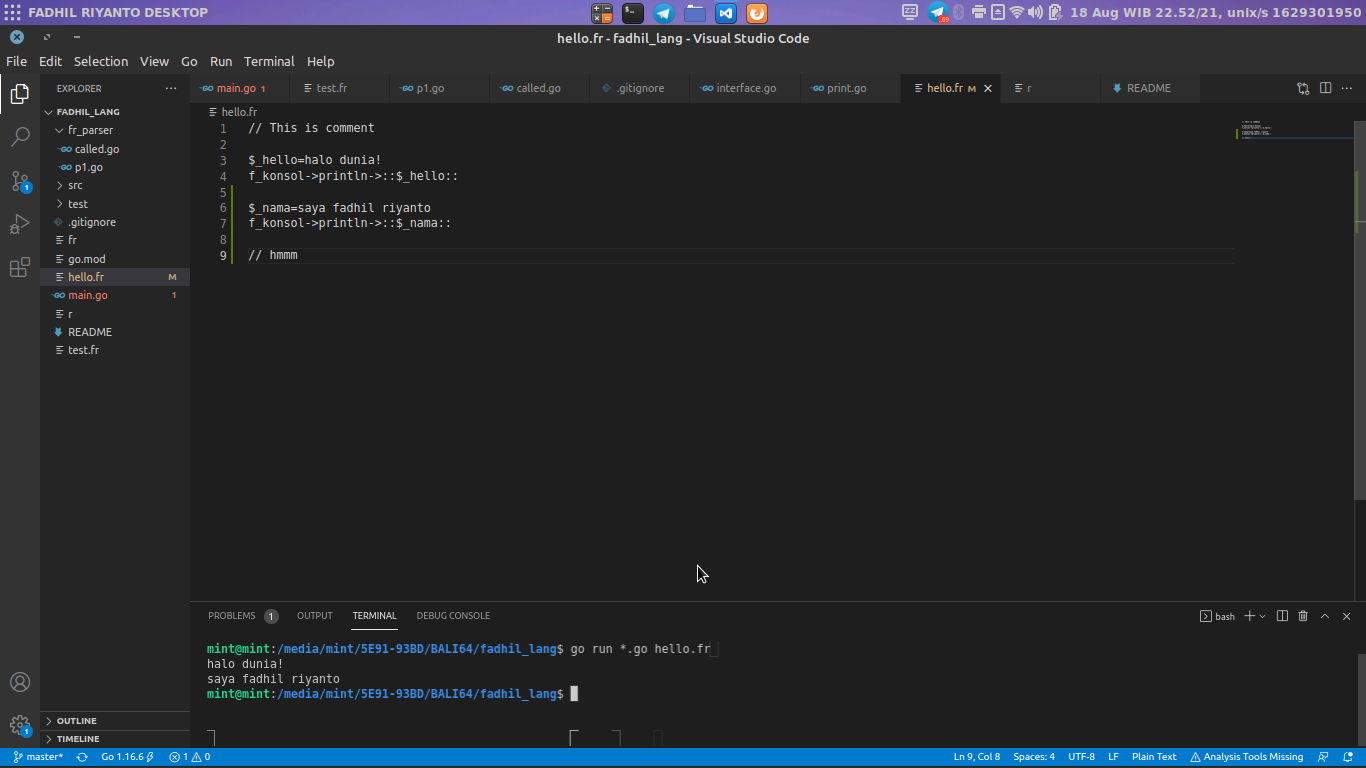 FADHIL RIYANTO DESKTOP
18 Aug WIB 22.52/21, unix/s 1629301950
hello.fr - fadhil_lang - Visual Studio Code
File Edit Selection View Go Run Terminal Help
EXPLORER
main.go 1 test.fr p1.go called.go .gitignore interface.go print.go hello.fr M r README
FADHIL_LANG
fr_parser
called.go
p1.go
src
test
.gitignore
fr
go.mod
hello.fr M
main.go 1
r
README
test.fr
OUTLINE
TIMELINE
hello.fr
1 // This is comment
2
3 $_hello=halo dunia!
4 f_konsol->println->::$_hello::
5
6 $_nama=saya fadhil riyanto
7 f_konsol->println->::$_nama::
8
9 // hmmm
PROBLEMS 1 OUTPUT TERMINAL DEBUG CONSOLE
bash
mint@mint:/media/mint/5E91-93BD/BALI64/fadhil_lang$ go run *.go hello.fr
halo dunia!
saya fadhil riyanto
mint@mint:/media/mint/5E91-93BD/BALI64/fadhil_lang$
master* Go 1.16.6 1 0 Ln 9, Col 8 Spaces: 4 UTF-8 LF Plain Text Analysis Tools Missing